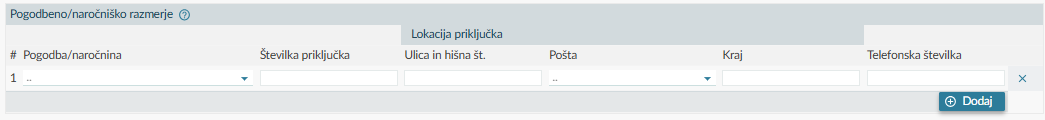 Pogodbeno/naročniško razmerje ?
Lokacija priključka
# Pogodba/naročnina Številka priključka Ulica in hišna št. Pošta Kraj Telefonska številka
1 .. ..
Dodaj